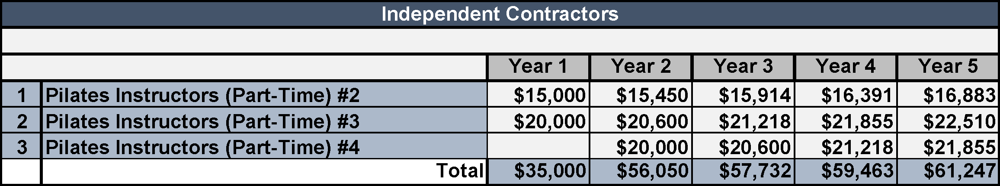 Independent Contractors
Year 1 Year 2 Year 3 Year 4 Year 5
1 Pilates Instructors (Part-Time) #2 $15,000 $15,450 $15,914 $16,391 $16,883
2 Pilates Instructors (Part-Time) #3 $20,000 $20,600 $21,218 $21,855 $22,510
3 Pilates Instructors (Part-Time) #4 $20,000 $20,600 $21,218 $21,855
Total $35,000 $56,050 $57,732 $59,463 $61,247